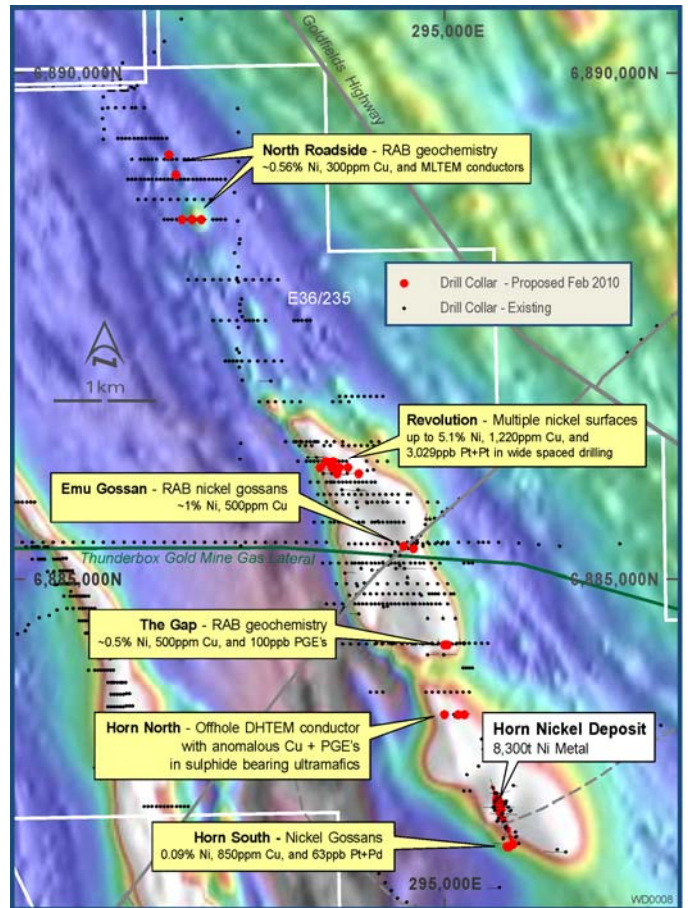 295,000E
6,890,000N
6,890,000N
Goldfields Highway
North Roadside - RAB geochemistry
~0.56% Ni, 300ppm Cu, and MLTEM conductors
Drill Collar - Proposed Feb 2010
Drill Collar - Existing
E36/235
N
1km
Revolution - Multiple nickel surfaces
up to 5.1% Ni, 1,220ppm Cu, and
3,029ppb Pt+Pt in wide spaced drilling
Emu Gossan - RAB nickel gossans
~1% Ni, 500ppm Cu
Thunderbox Gold Mine Gas Lateral
6,885,000N
6,885,000N
The Gap - RAB geochemistry
~0.5% Ni, 500ppm Cu, and 100ppb PGE's
Horn North - Offhole DHTEM conductor
with anomalous Cu + PGE's
in sulphide bearing ultramafics
Horn Nickel Deposit
8,300t Ni Metal
Horn South - Nickel Gossans
0.09% Ni, 850ppm Cu, and 63ppb Pt+Pd
295,000E
WD0008